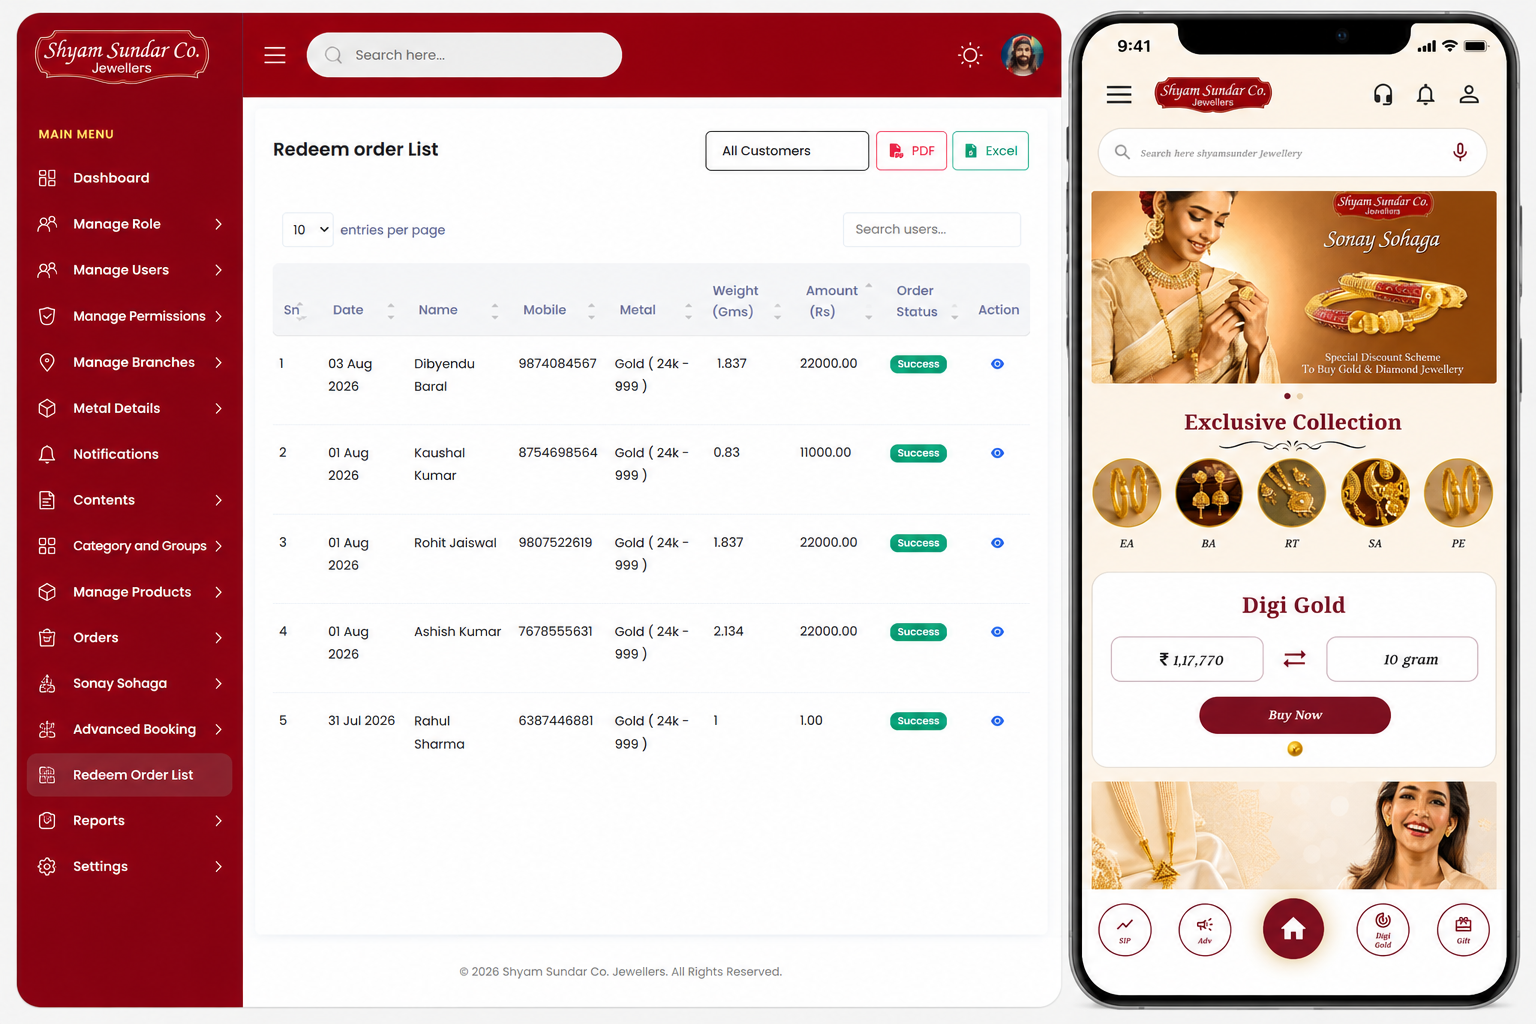 Shyam Sundar Co.
Jewellers
Search here...
MAIN MENU
Dashboard
Manage Role
Manage Users
Manage Permissions
Manage Branches
Metal Details
Notifications
Contents
Category and Groups
Manage Products
Orders
Sonay Sohaga
Advanced Booking
Redeem Order List
Reports
Settings
Redeem order List
All Customers
PDF
Excel
10 entries per page
Search users...
Sn Date Name Mobile Metal Weight (Gms) Amount (Rs) Order Status Action
1 03 Aug 2026 Dibyendu Baral 9874084567 Gold ( 24k - 999 ) 1.837 22000.00 Success
2 01 Aug 2026 Kaushal Kumar 8754698564 Gold ( 24k - 999 ) 0.83 11000.00 Success
3 01 Aug 2026 Rohit Jaiswal 9807522619 Gold ( 24k - 999 ) 1.837 22000.00 Success
4 01 Aug 2026 Ashish Kumar 7678555631 Gold ( 24k - 999 ) 2.134 22000.00 Success
5 31 Jul 2026 Rahul Sharma 6387446881 Gold ( 24k - 999 ) 1 1.00 Success
© 2026 Shyam Sundar Co. Jewellers. All Rights Reserved.
9:41
Shyam Sundar Co.
Jewellers
Search here shyamsunder Jewellery
Shyam Sundar Co.
Jewellers
Sonay Sohaga
Special Discount Scheme
To Buy Gold & Diamond Jewellery
Exclusive Collection
EA BA RT SA PE
Digi Gold
₹ 1,17,770
10 gram
Buy Now
SIP
Adv
Digi
Gold
Gift